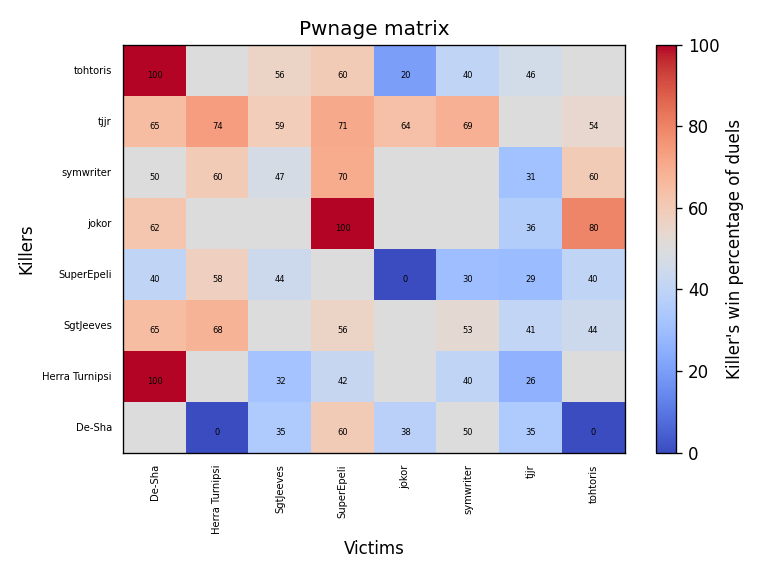 Pwnage matrix
tohtoris 100 56 60 20 40 46
tjjr 65 74 59 71 64 69 54
symwriter 50 60 47 70 31 60
jokor 62 100 36 80
SuperEpeli 40 58 44 0 30 29 40
SgtJeeves 65 68 56 53 41 44
Herra Turnipsi 100 32 42 40 26
De-Sha 0 35 60 38 50 35 0
De-Sha
Herra Turnipsi
SgtJeeves
SuperEpeli
jokor
symwriter
tjjr
tohtoris
Victims
Killers
100
80
60
40
20
0
Killer's win percentage of duels